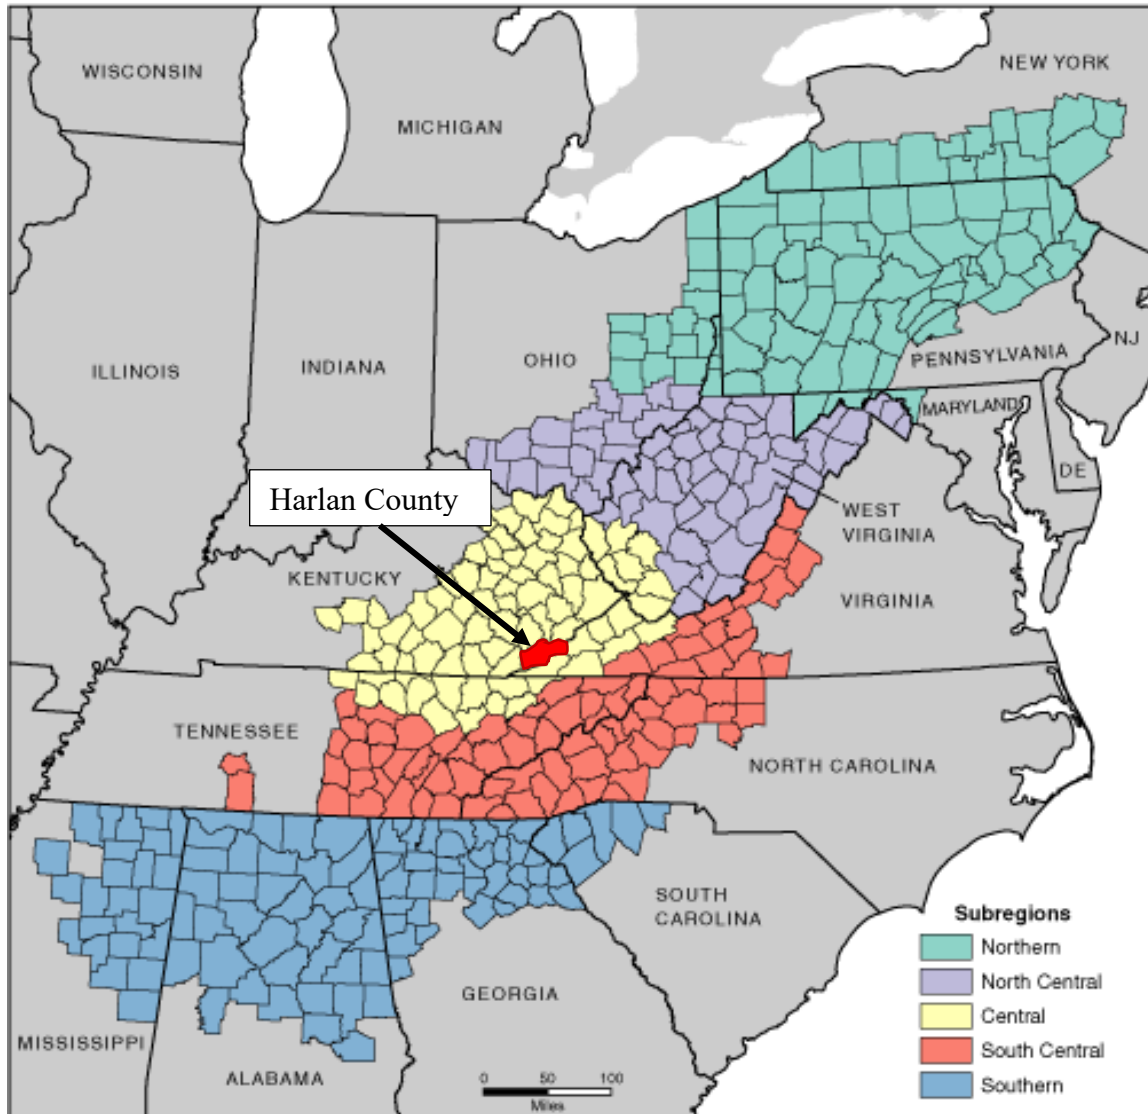 WISCONSIN
NEW YORK
MICHIGAN
ILLINOIS
INDIANA
OHIO
PENNSYLVANIA
NJ
MARYLAND
DE
Harlan County
WEST
VIRGINIA
KENTUCKY
VIRGINIA
TENNESSEE
NORTH CAROLINA
SOUTH
CAROLINA
GEORGIA
MISSISSIPPI
ALABAMA
Subregions
Northern
North Central
Central
South Central
Southern
0 50 100
Miles